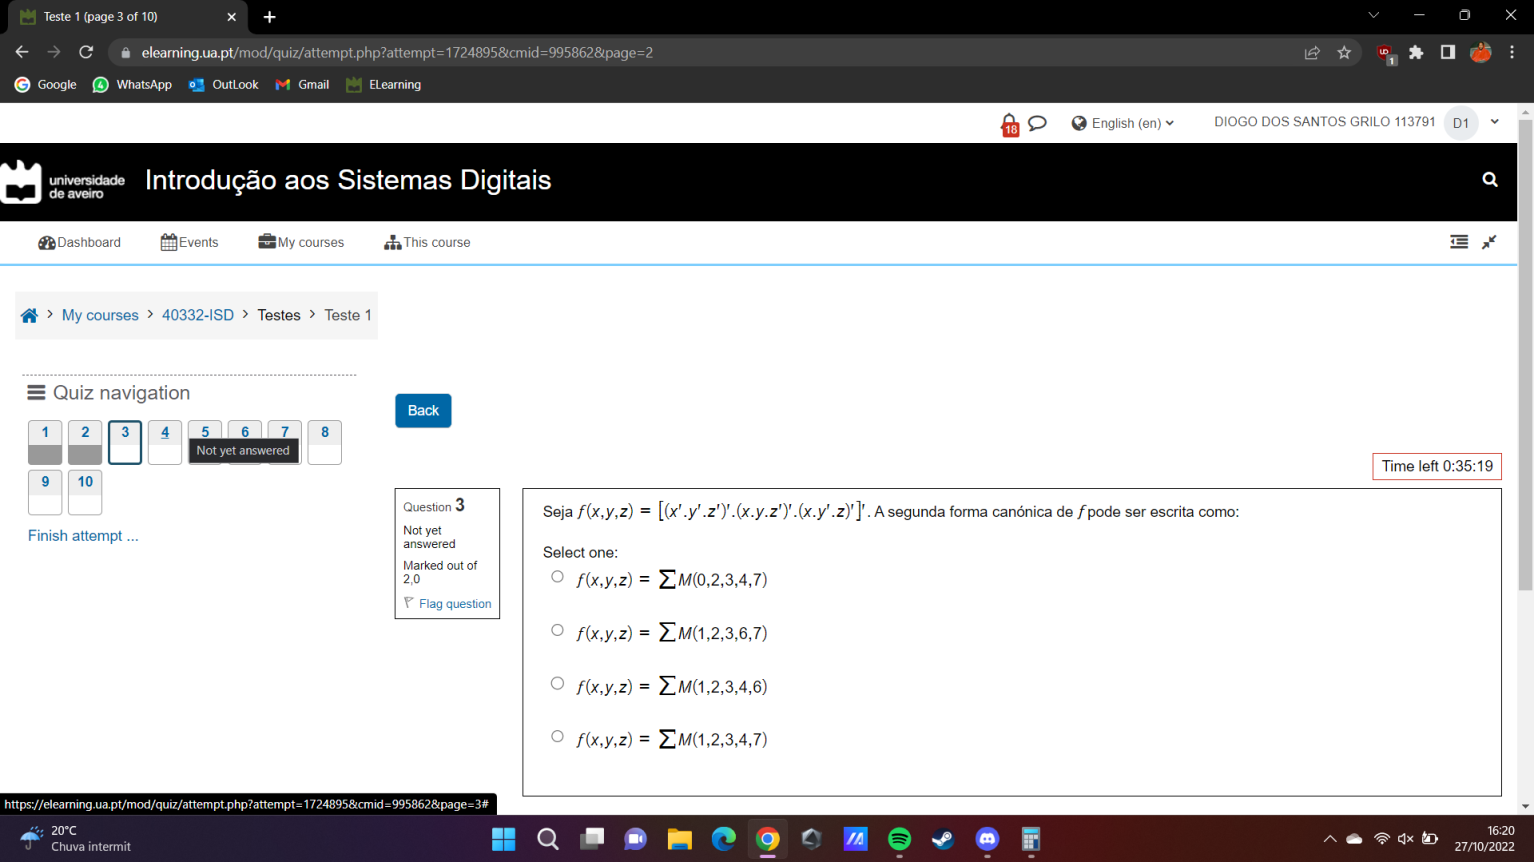 Teste 1 (page 3 of 10)
elearning.ua.pt/mod/quiz/attempt.php?attempt=1724895&cmid=995862&page=2
1
Google WhatsApp OutLook Gmail ELearning
18 English (en) DIOGO DOS SANTOS GRILO 113791 D1
universidade
de aveiro
Introdução aos Sistemas Digitais
Dashboard Events My courses This course
My courses > 40332-ISD > Testes > Teste 1
Quiz navigation
1 2 3 4 5 6 7 8
Not yet answered
9 10
Finish attempt ...
Back
Time left 0:35:19
Question 3
Not yet
answered
Marked out of
2,0
Flag question
Seja f(x,y,z) = [(x'.y'.z')'.(x.y.z')'.(x.y'.z)']'. A segunda forma canónica de f pode ser escrita como:
Select one:
f(x,y,z) = ∑M(0,2,3,4,7)
f(x,y,z) = ∑M(1,2,3,6,7)
f(x,y,z) = ∑M(1,2,3,4,6)
f(x,y,z) = ∑M(1,2,3,4,7)
https://elearning.ua.pt/mod/quiz/attempt.php?attempt=1724895&cmid=995862&page=3#
20°C
Chuva intermit
16:20
27/10/2022